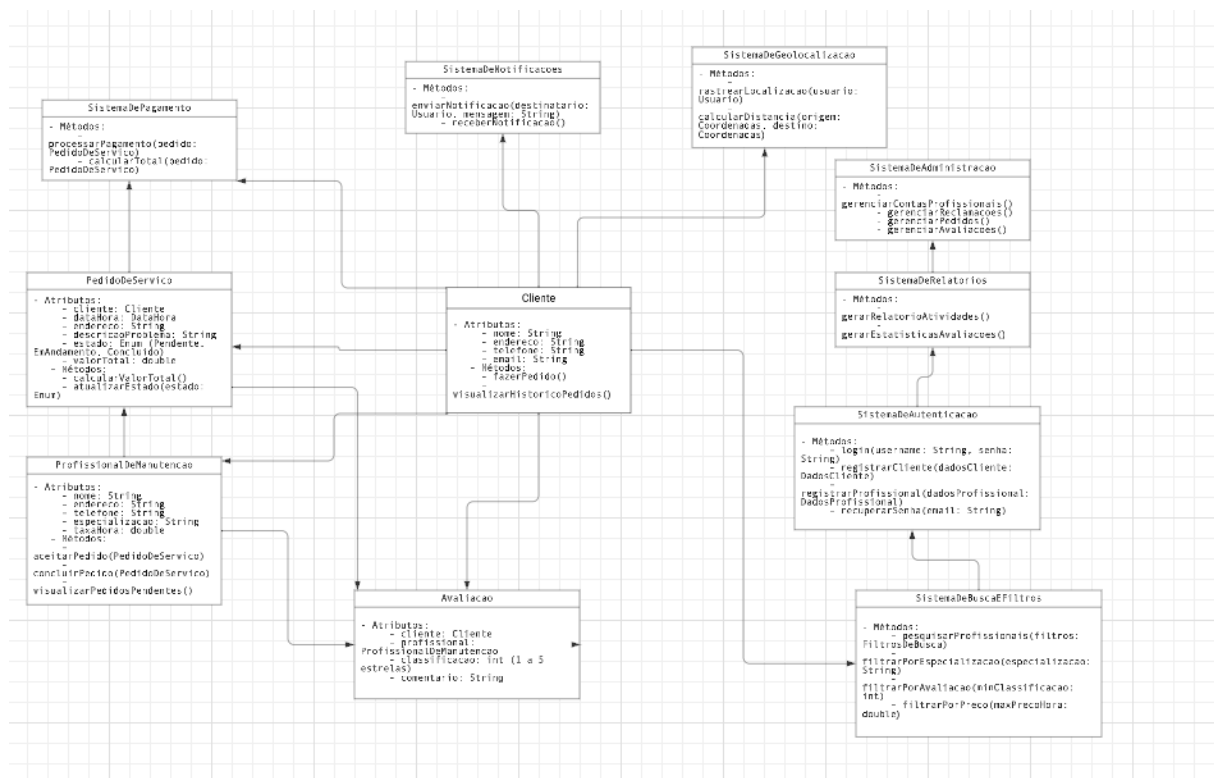 SistemaDeGeolocalizacao
- Métodos:
-
rastrearLocalizacao(usuario:
Usuario)
-
calcularDistancia(origem:
Coordenadas, destino:
Coordenadas)
SistemaDeNotificacoes
- Métodos:
-
enviarNotificacao(destinatario:
Usuario, mensagem: String)
- receberNotificacao()
SistemaDePagamento
- Métodos:
-
processarPagamento(pedido:
PedidoDeServico)
- calcularTotal(pedido:
PedidoDeServico)
SistemaDeAdministracao
- Métodos:
-
gerenciarContasProfissionais()
- gerenciarReclamacoes()
- gerenciarPedidos()
- gerenciarAvaliacoes()
PedidoDeServico
- Atributos:
- cliente: Cliente
- dataHora: DataHora
- endereco: String
- descricaoProblema: String
- estado: Enum (Pendente,
EmAndamento, Concluido)
- valorTotal: double
- Métodos:
- calcularValorTotal()
- atualizarEstado(estado:
Enum)
Cliente
- Atributos:
- nome: String
- endereco: String
- telefone: String
- email: String
- Métodos:
- fazerPedido()
-
visualizarHistoricoPedidos()
SistemaDeRelatorios
- Métodos:
-
gerarRelatorioAtividades()
-
gerarEstatisticasAvaliacoes()
SistemaDeAutenticacao
- Métodos:
- login(username: String, senha:
String)
- registrarCliente(dadosCliente:
DadosCliente)
-
registrarProfissional(dadosProfissional:
DadosProfissional)
- recuperarSenha(email: String)
ProfissionalDeManutencao
- Atributos:
- nome: String
- endereco: String
- telefone: String
- especializacao: String
- taxaHora: double
- Métodos:
-
aceitarPedido(PedidoDeServico)
-
concluirPedido(PedidoDeServico)
-
visualizarPedidosPendentes()
Avaliacao
- Atributos:
- cliente: Cliente
- profissional:
ProfissionalDeManutencao
- classificacao: int (1 a 5
estrelas)
- comentario: String
SistemaDeBuscaEFiltros
- Métodos:
- pesquisarProfissionais(filtros:
FiltrosDeBusca)
-
filtrarPorEspecializacao(especializacao:
String)
-
filtrarPorAvaliacao(minClassificacao:
int)
- filtrarPorPreco(maxPrecoHora:
double)